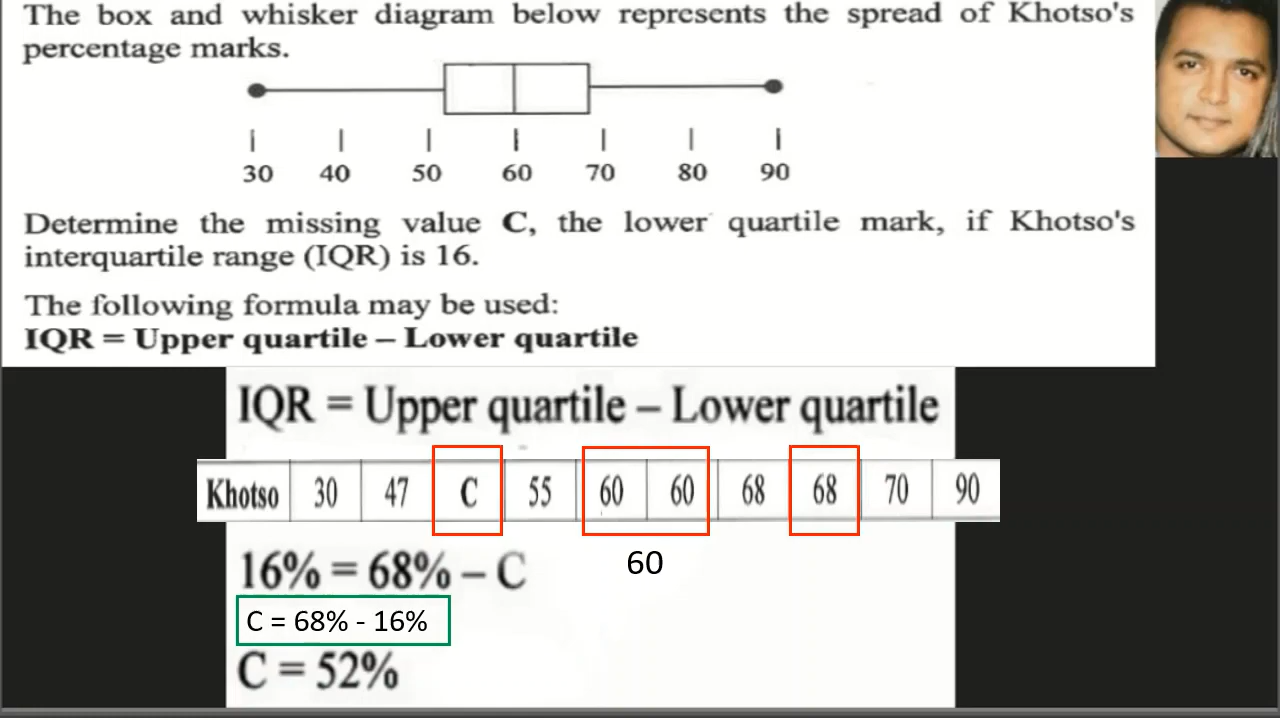 The box and whisker diagram below represents the spread of Khotso's
percentage marks.
30 40 50 60 70 80 90
Determine the missing value C, the lower quartile mark, if Khotso's
interquartile range (IQR) is 16.
The following formula may be used:
IQR = Upper quartile – Lower quartile
IQR = Upper quartile – Lower quartile
Khotso 30 47 C 55 60 60 68 68 70 90
16% = 68% – C
60
C = 68% - 16%
C = 52%